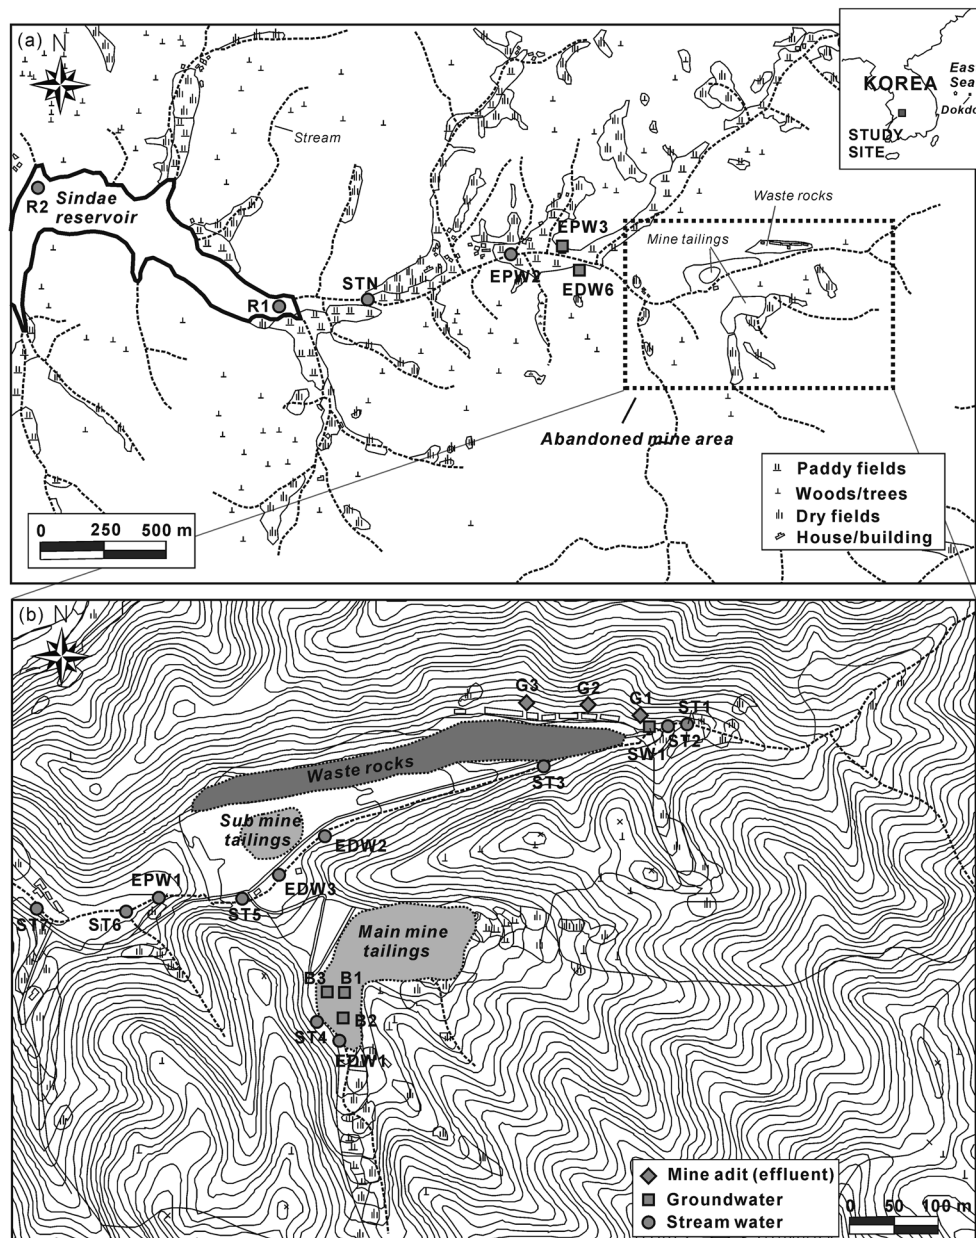 (a)
N
KOREA
Eas
Sea
Dokdo
STUDY
SITE
Stream
R2
Sindae
reservoir
Waste rocks
EPW3
Mine tailings
STN
EPW2
EDW6
R1
Abandoned mine area
Paddy fields
Woods/trees
Dry fields
House/building
0 250 500 m
(b)
N
G3
G2
G1
ST1
SW1
ST2
Waste rocks
ST3
Sub mine
tailings
EDW2
EPW1
EDW3
ST7
ST6
ST5
Main mine
tailings
B3
B1
B2
ST4
EDW1
Mine adit (effluent)
Groundwater
Stream water
0 50 100 m